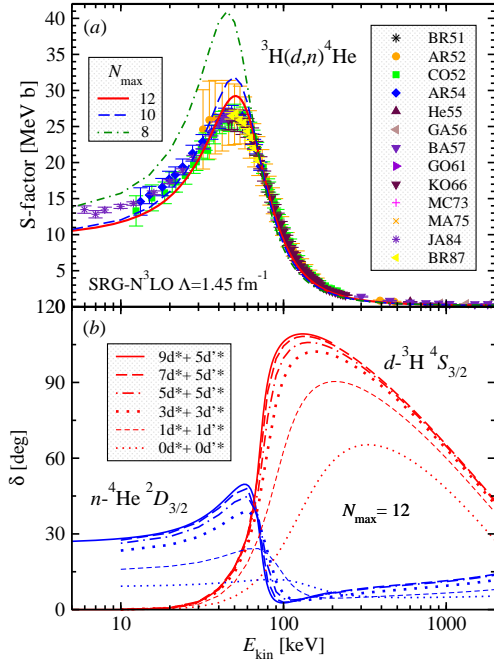 (a)
³H(d,n)⁴He
N_max
12
10
8
BR51
AR52
CO52
AR54
He55
GA56
BA57
GO61
KO66
MC73
MA75
JA84
BR87
S-factor [MeV b]
40
35
30
25
20
15
10
5
0
SRG-N³LO Λ=1.45 fm⁻¹
120
(b)
9d*+ 5d'*
7d*+ 5d'*
5d*+ 5d'*
3d*+ 3d'*
1d*+ 1d'*
0d*+ 0d'*
d-³H ⁴S₃/₂
n-⁴He ²D₃/₂
N_max = 12
δ [deg]
90
60
30
0
10 100 1000
E_kin [keV]